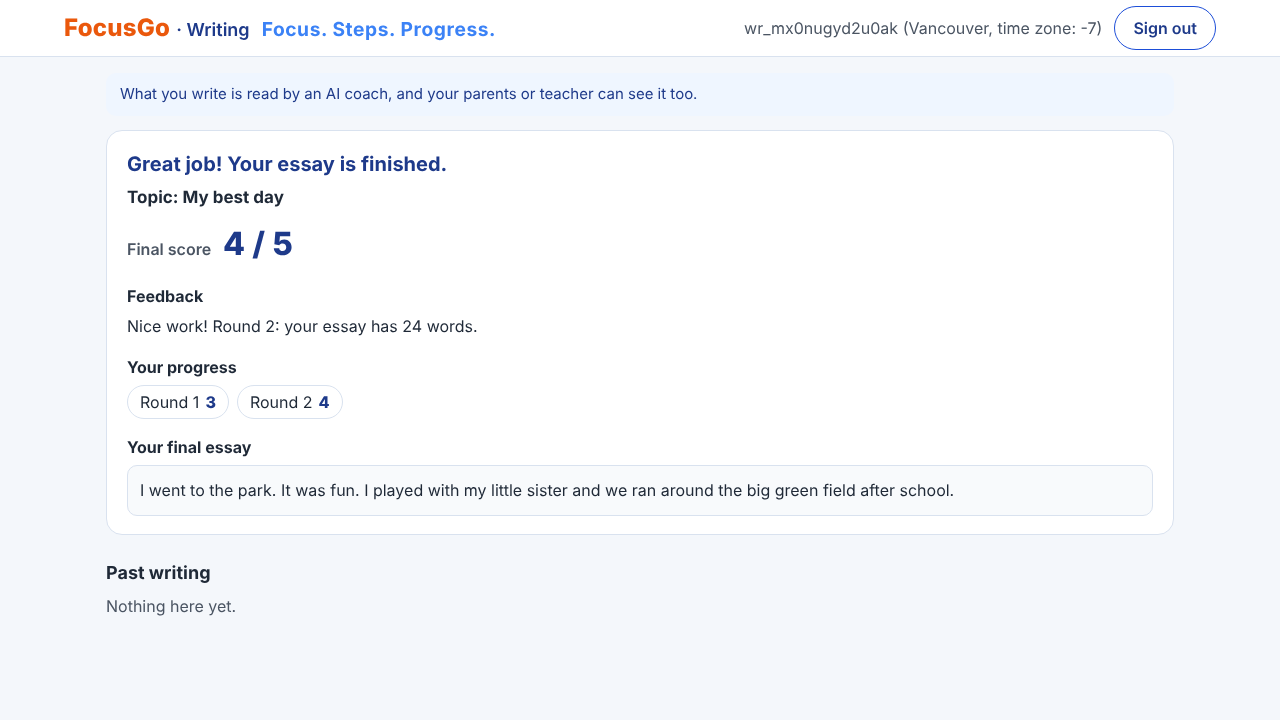 FocusGo · Writing Focus. Steps. Progress. wr_mx0nugyd2u0ak (Vancouver, time zone: -7) Sign out
What you write is read by an AI coach, and your parents or teacher can see it too.
Great job! Your essay is finished.
Topic: My best day
Final score 4 / 5
Feedback
Nice work! Round 2: your essay has 24 words.
Your progress
Round 1 3 Round 2 4
Your final essay
I went to the park. It was fun. I played with my little sister and we ran around the big green field after school.
Past writing
Nothing here yet.